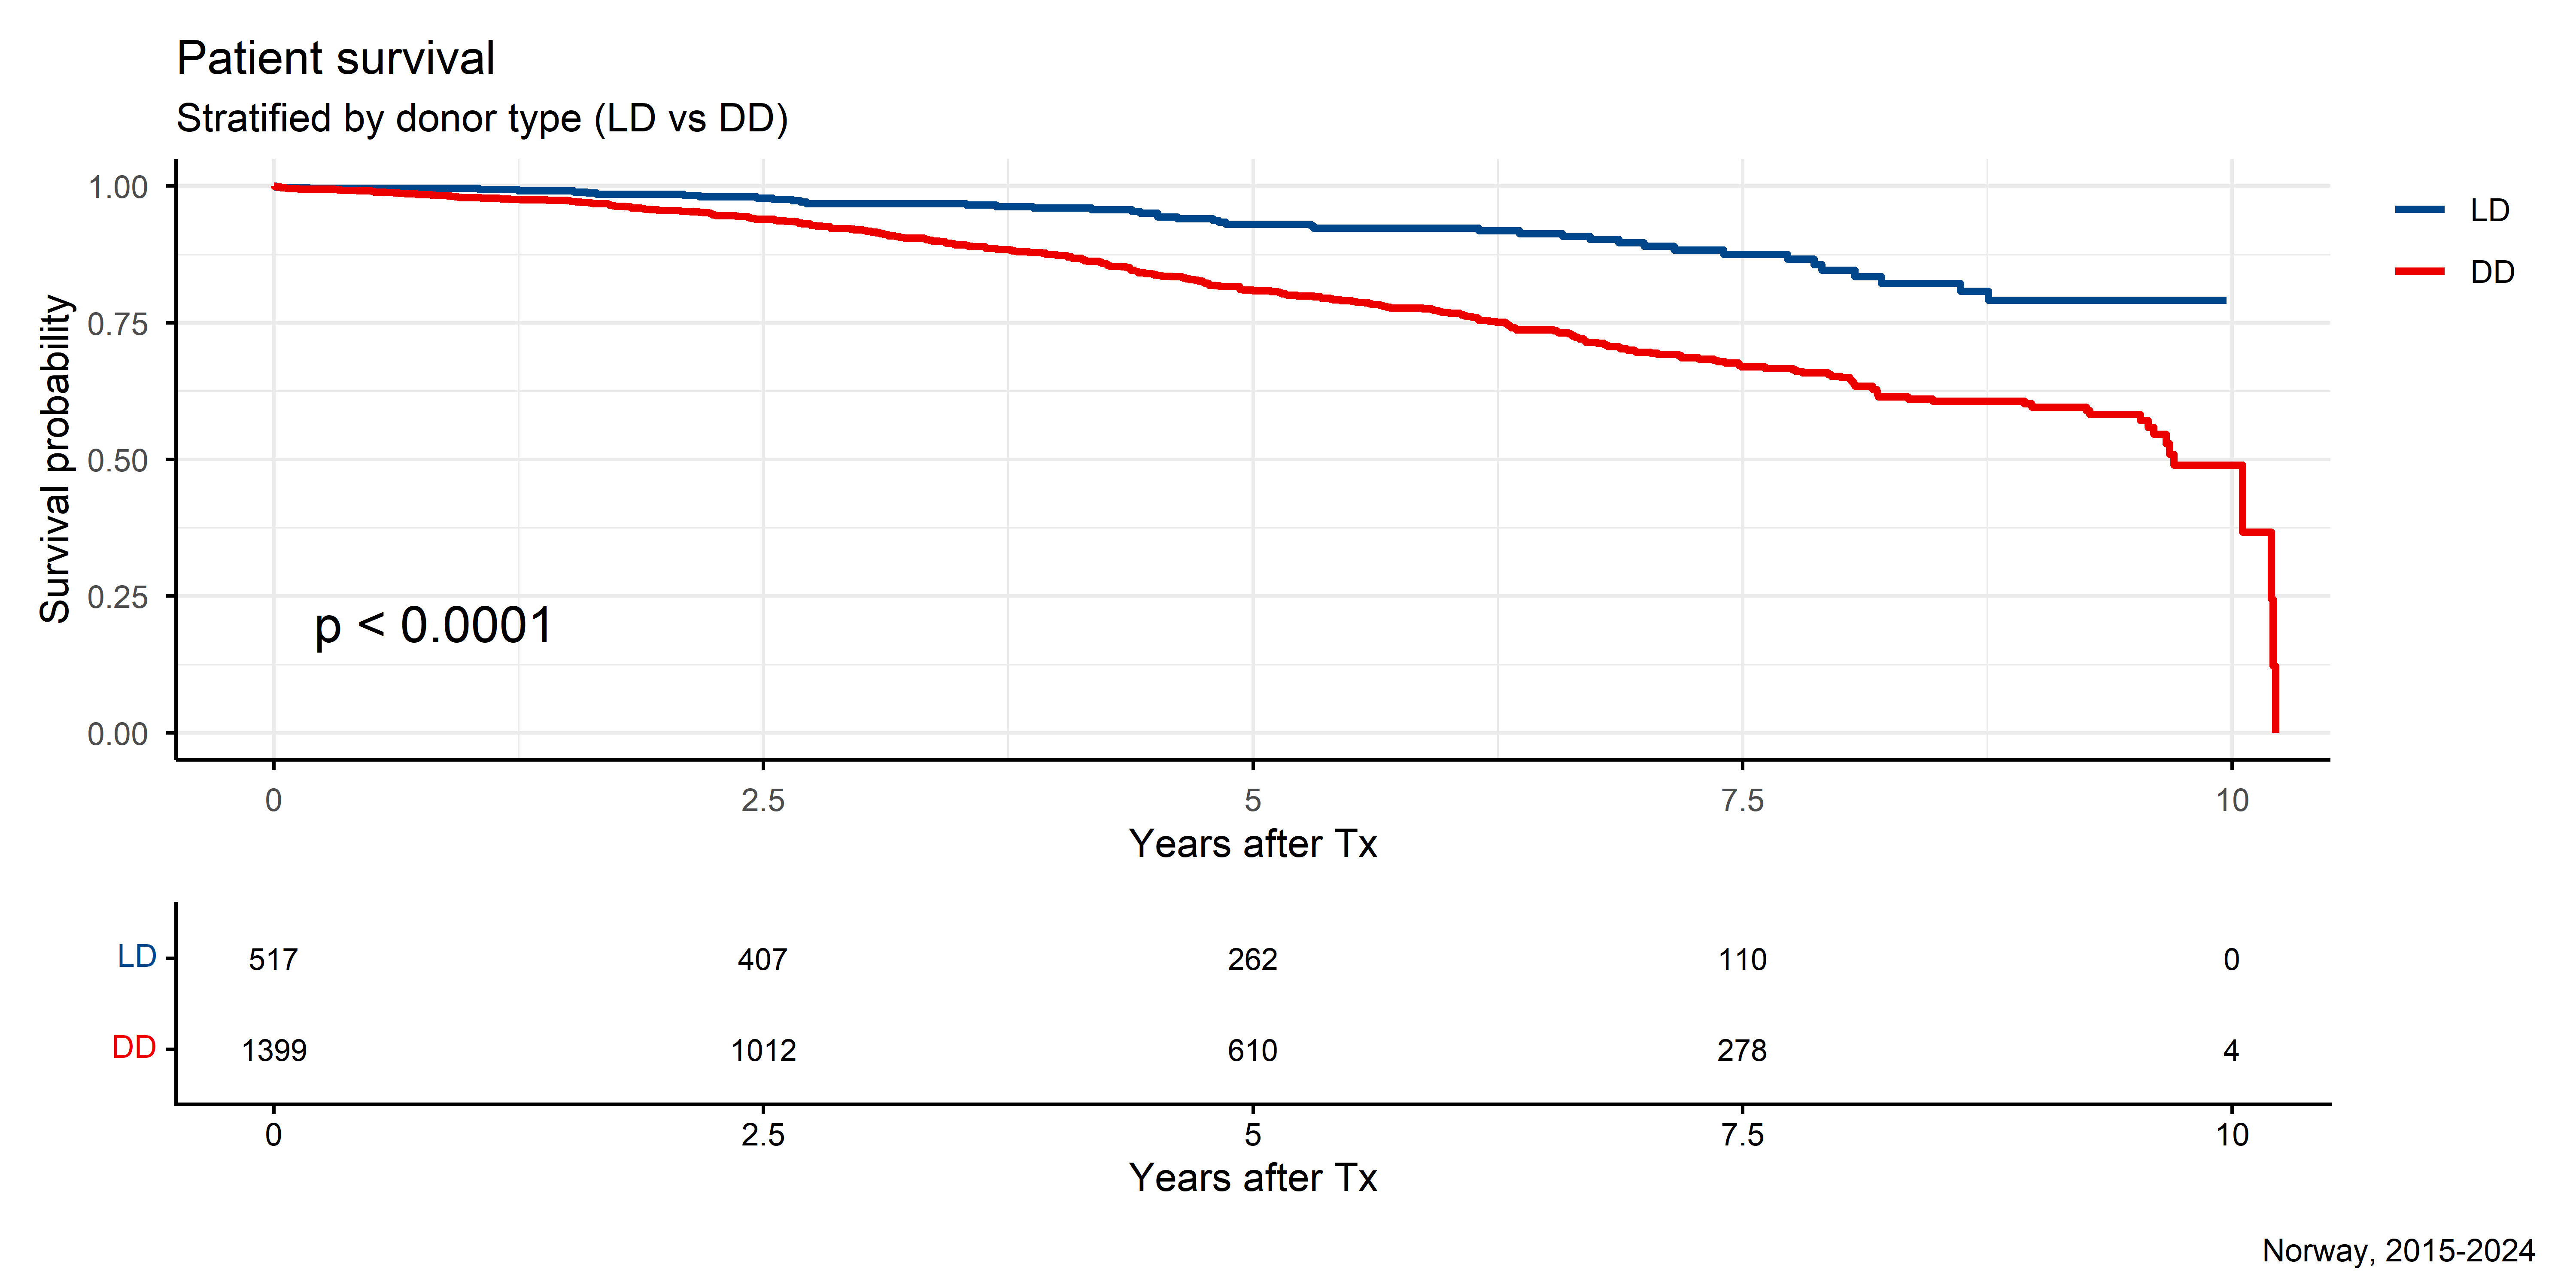 Patient survival
Stratified by donor type (LD vs DD)
1.00
0.75
0.50
0.25
0.00
Survival probability
p < 0.0001
LD
DD
0 2.5 5 7.5 10
Years after Tx
LD 517 407 262 110 0
DD 1399 1012 610 278 4
0 2.5 5 7.5 10
Years after Tx
Norway, 2015-2024